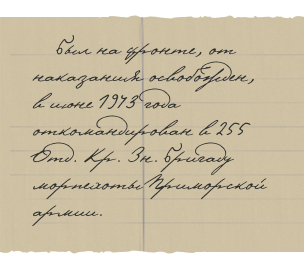 Был на фронте, от
наказания освобожден,
в июне 1943 года
откомандирован в 255
Отд. Кр. Зн. Бригаду
морпехоты Приморской
армии.